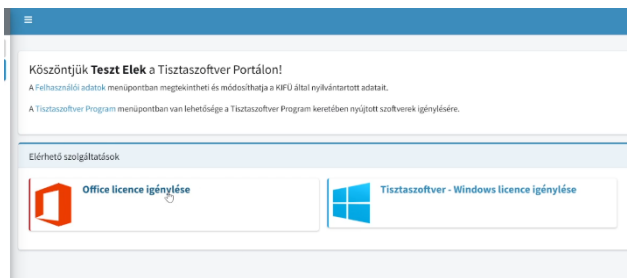 Köszöntjük Teszt Elek a Tisztaszoftver Portálon!
A Felhasználói adatok menüpontban megtekintheti és módosíthatja a KIFÜ által nyilvántartott adatait.
A Tisztaszoftver Program menüpontban van lehetősége a Tisztaszoftver Program keretében nyújtott szoftverek igénylésére.
Elérhető szolgáltatások
Office licence igénylése
Tisztaszoftver - Windows licence igénylése